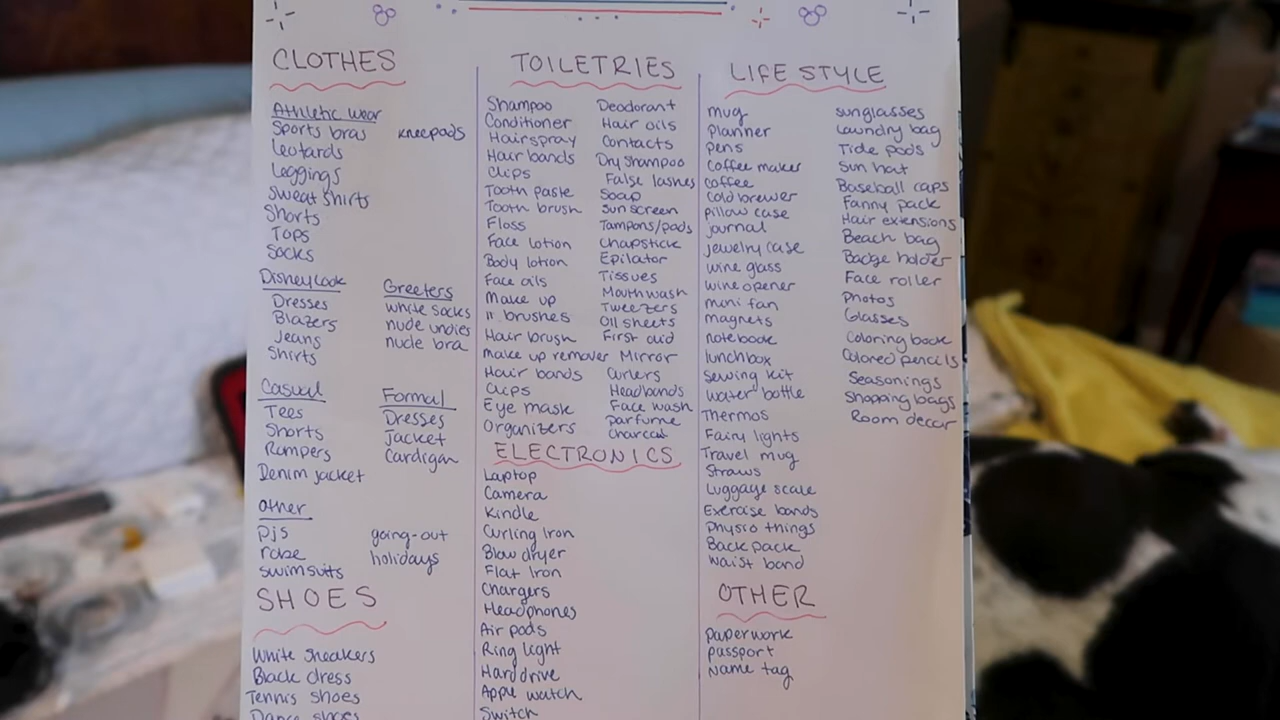 CLOTHES
Athletic wear
Sports bras kneepads
Leotards
Leggings
Sweat shirts
Shorts
Tops
Socks
Disney Look
Dresses
Blazers
Jeans
Shirts
Greeters
white socks
nude undies
nude bra
Casual
Tees
Shorts
Rompers
Denim jacket
Formal
Dresses
Jacket
Cardigan
other
Pjs
robe
swimsuits
going-out
holidays
SHOES
White sneakers
Black dress
Tennis shoes
Dance shoes
TOILETRIES
Shampoo
Conditioner
Hairspray
Hair bands
Clips
Tooth paste
Tooth brush
Floss
Face lotion
Body lotion
Face oils
Make up
" brushes
Hair brush
make up remover
Hair bands
Clips
Eye mask
Organizers
Deodorant
Hair oils
Contacts
Dry shampoo
False lashes
Soap
Sunscreen
Tampons/pads
Chapstick
Epilator
Tissues
Mouthwash
Tweezers
Oil sheets
First aid
Mirror
Curlers
Headbands
Face wash
parfume
Charcoal
ELECTRONICS
Laptop
Camera
Kindle
Curling Iron
Blow dryer
Flat Iron
Chargers
Headphones
Air pods
Ring light
Harddrive
Apple watch
Switch
LIFE STYLE
mug
planner
pens
coffee maker
coffee
cold brewer
pillow case
journal
jewelry case
wine glass
wine opener
mini fan
magnets
notebook
lunchbox
sewing kit
water bottle
Thermos
Fairy lights
Travel mug
Straws
Luggage scale
Exercise bands
Physio things
Back pack
Waist band
sunglasses
Laundry bag
Tide pods
Sun hat
Baseball caps
Fanny pack
Hair extensions
Beach bag
Badge holder
Face roller
Photos
Glasses
Coloring book
Colored pencils
Seasonings
Shopping bags
Room decor
OTHER
paperwork
passport
Name tag